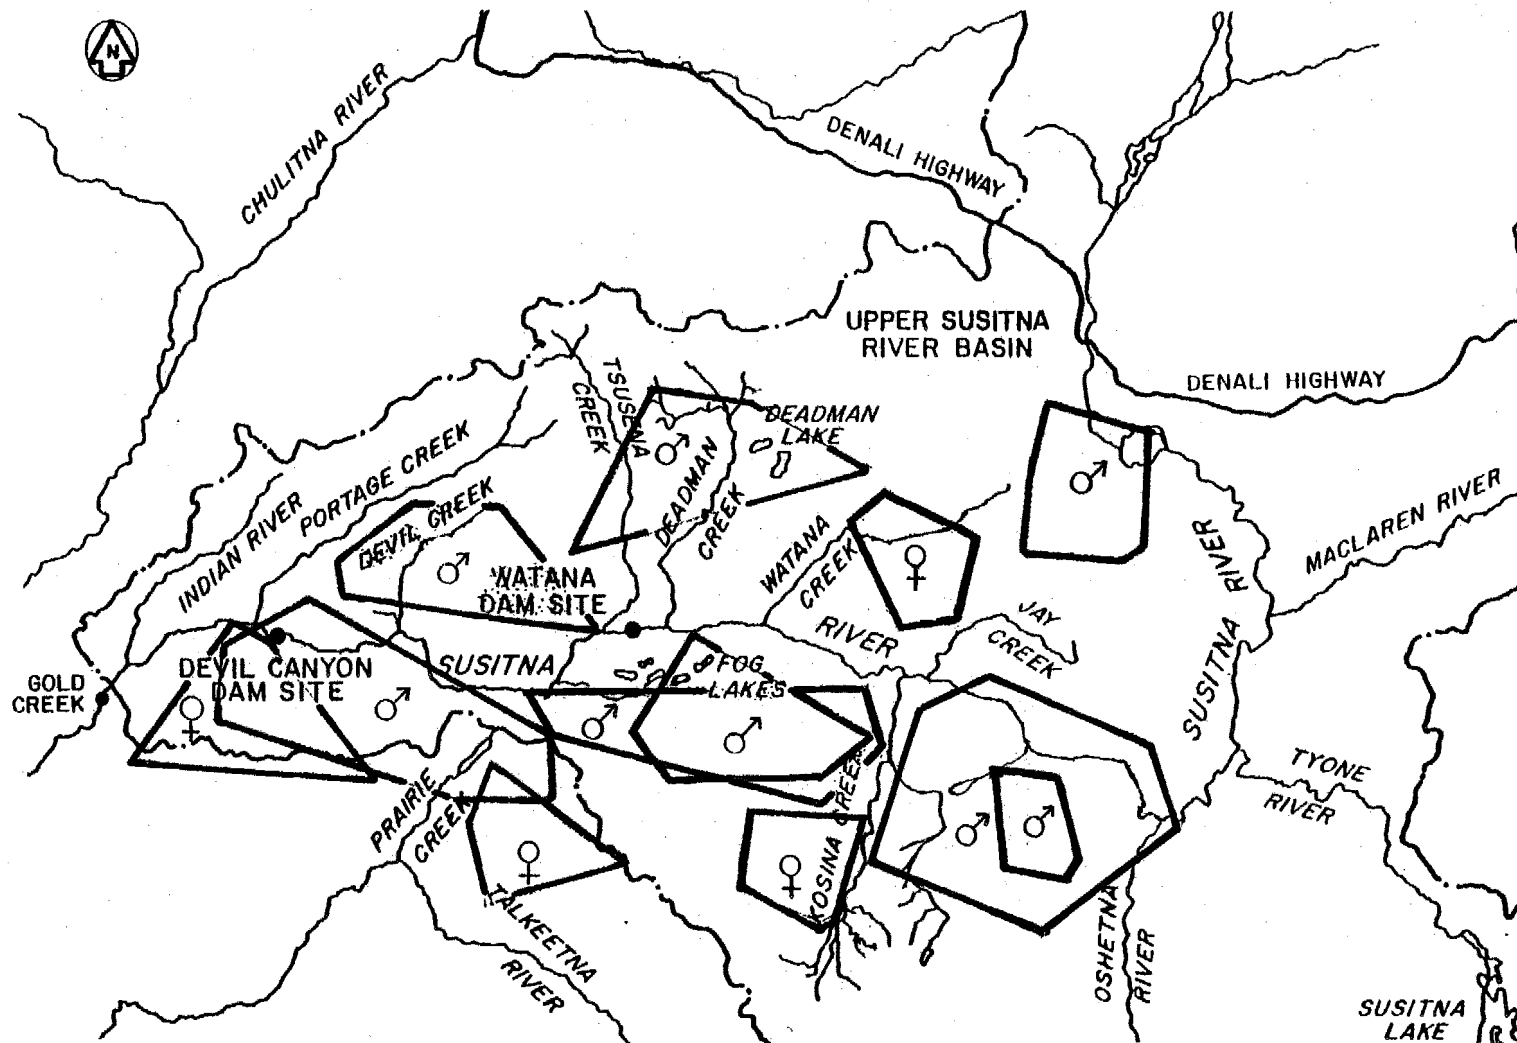 N
CHULITNA RIVER
DENALI HIGHWAY
UPPER SUSITNA
RIVER BASIN
DENALI HIGHWAY
TSUSENA
CREEK
DEADMAN
LAKE
DEADMAN
CREEK
PORTAGE CREEK
INDIAN RIVER
DEVIL CREEK
WATANA
DAM SITE
WATANA
CREEK
MACLAREN RIVER
SUSITNA RIVER
JAY
CREEK
SUSITNA
RIVER
FOG
LAKES
DEVIL CANYON
DAM SITE
GOLD
CREEK
PRAIRIE
CREEK
KOSINA CREEK
TYONE
RIVER
TALKEETNA
RIVER
OSHETNA
RIVER
SUSITNA
LAKE